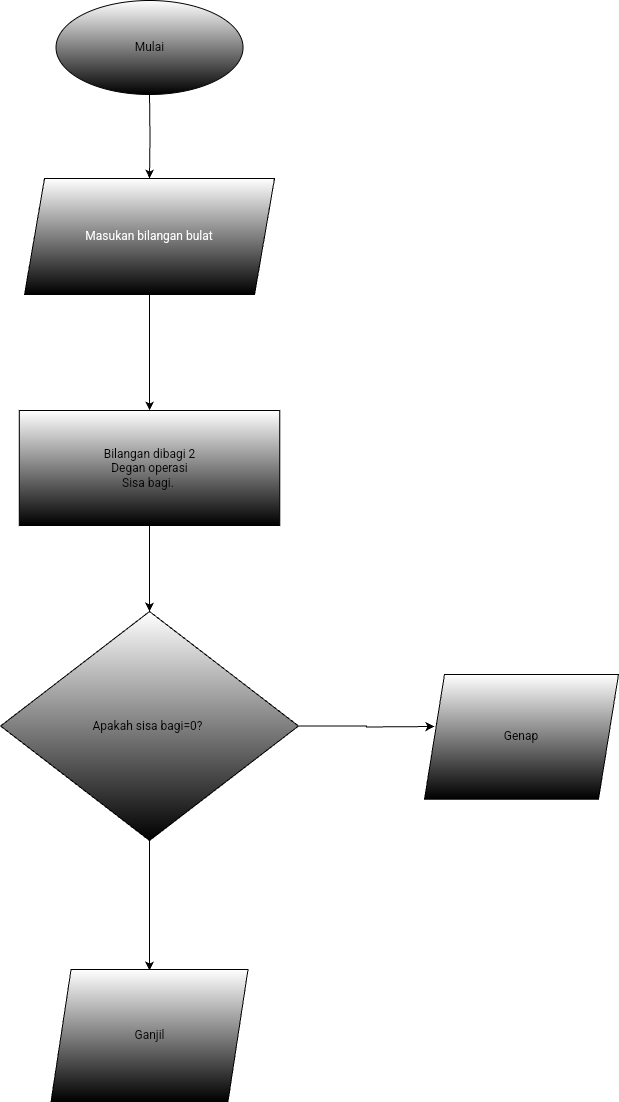 Mulai
Masukan bilangan bulat
Bilangan dibagi 2
Degan operasi
Sisa bagi.
Apakah sisa bagi=0?
Genap
Ganjil